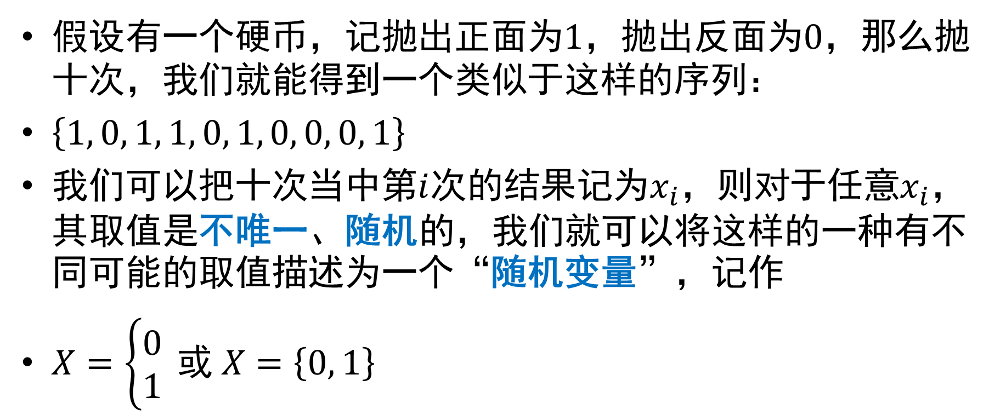 • 假设有一个硬币，记抛出正面为1，抛出反面为0，那么抛
十次，我们就能得到一个类似于这样的序列：
• {1, 0, 1, 1, 0, 1, 0, 0, 0, 1}
• 我们可以把十次当中第i次的结果记为xᵢ，则对于任意xᵢ，
其取值是不唯一、随机的，我们就可以将这样的一种有不
同可能的取值描述为一个“随机变量”，记作
• X = { 0 1 或 X = {0, 1}